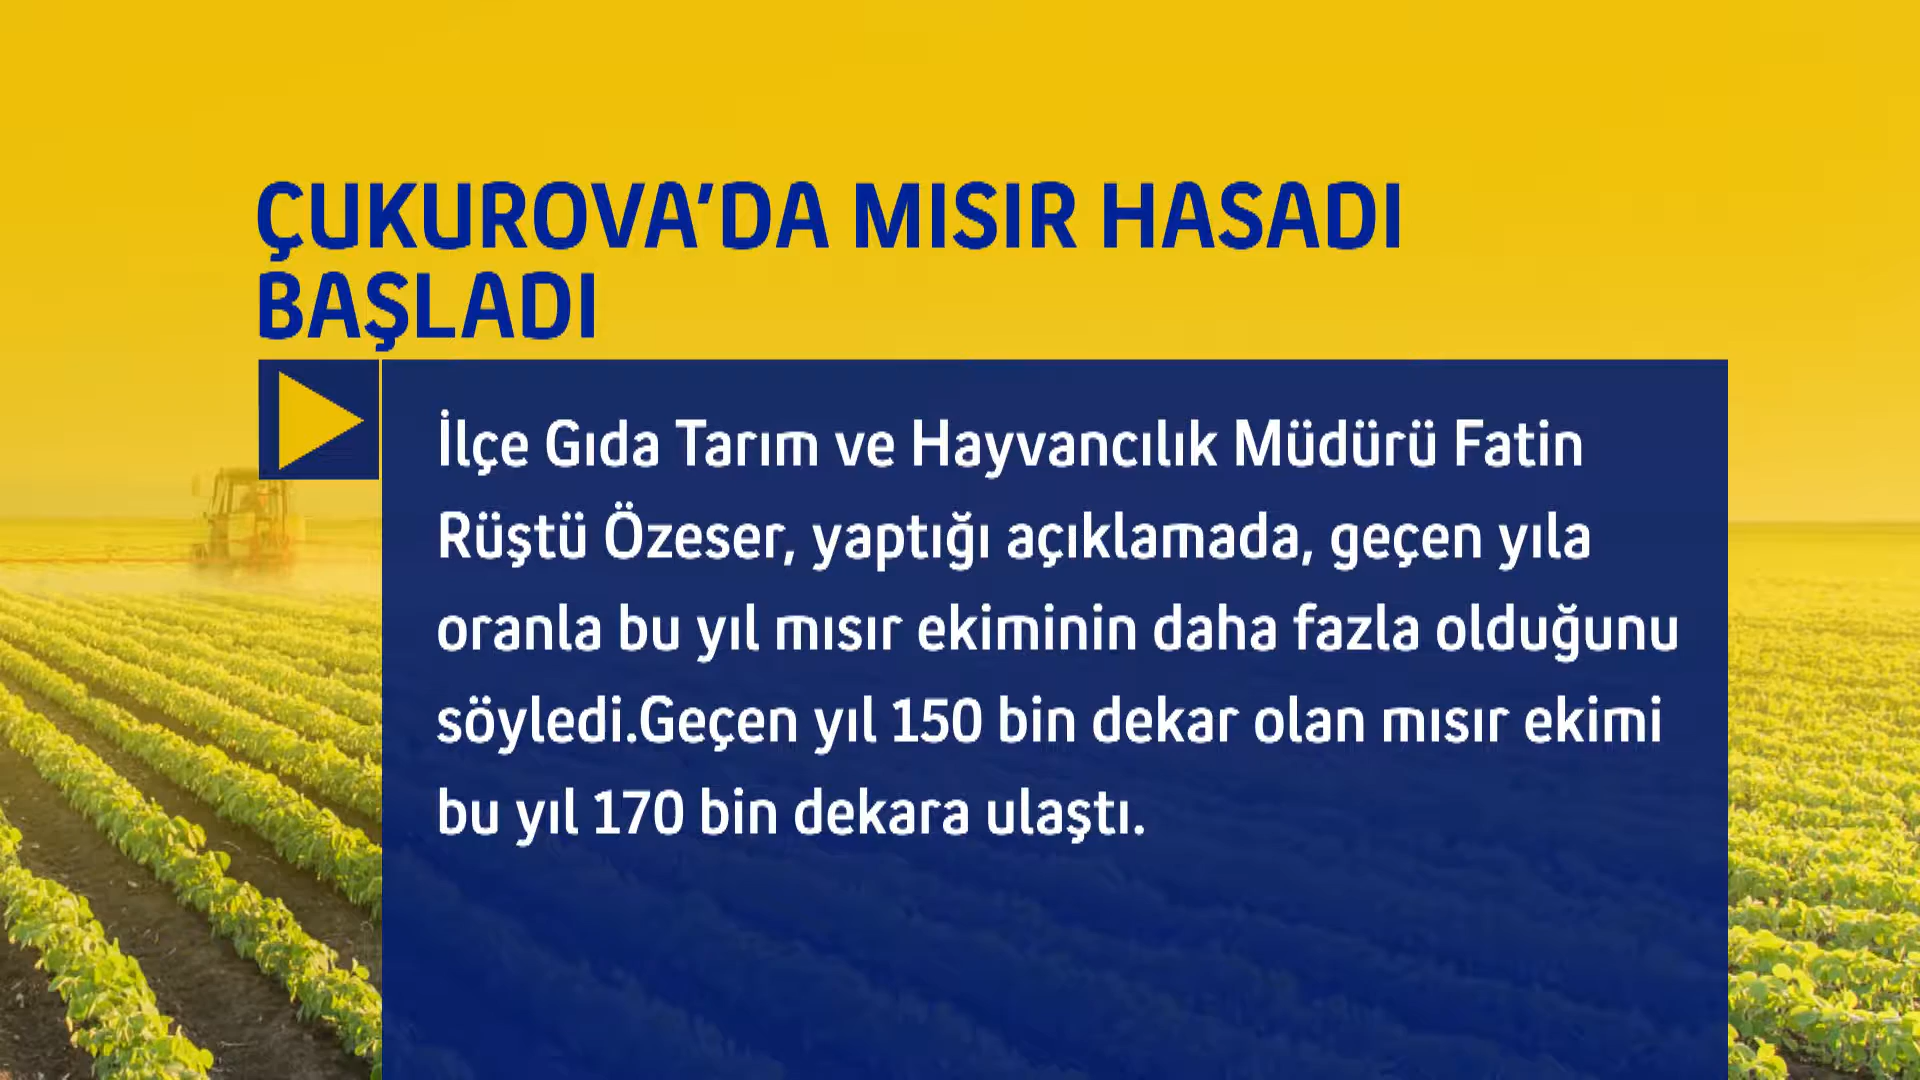 ÇUKUROVA'DA MISIR HASADI
BAŞLADI
İlçe Gıda Tarım ve Hayvancılık Müdürü Fatin
Rüştü Özeser, yaptığı açıklamada, geçen yıla
oranla bu yıl mısır ekiminin daha fazla olduğunu
söyledi.Geçen yıl 150 bin dekar olan mısır ekimi
bu yıl 170 bin dekara ulaştı.